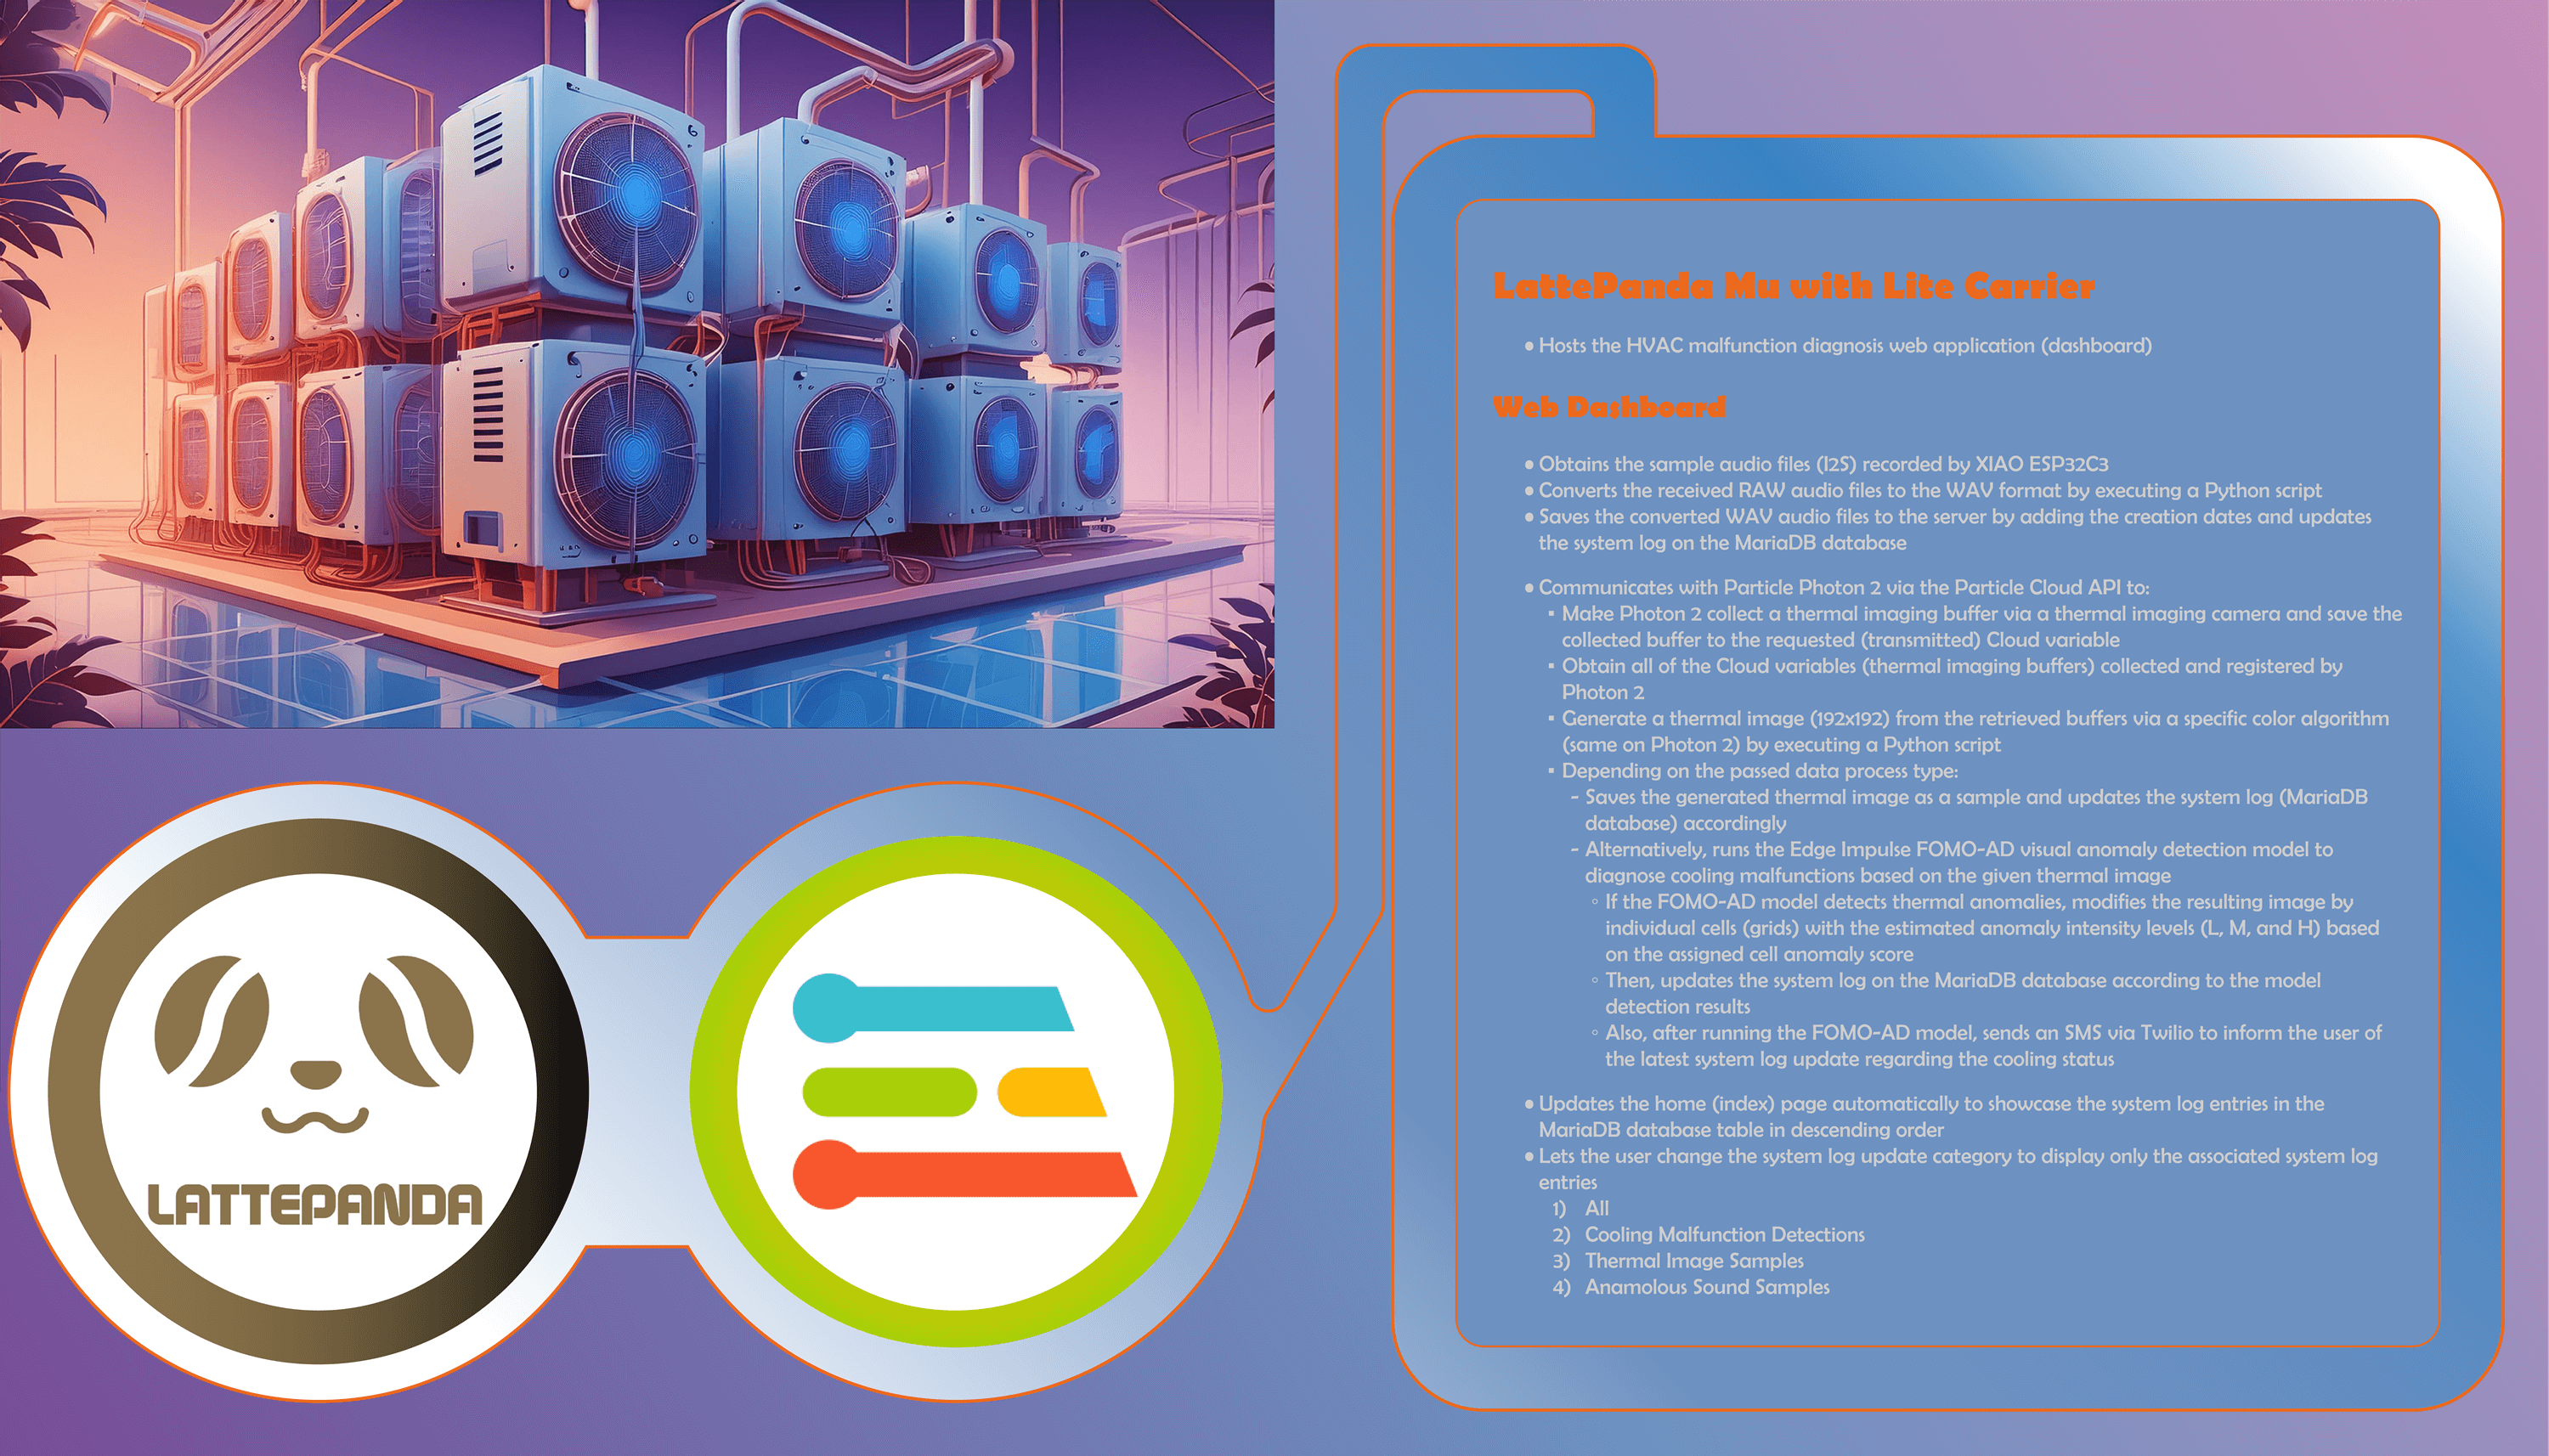 LattePanda Mu with Lite Carrier
• Hosts the HVAC malfunction diagnosis web application (dashboard)
Web Dashboard
• Obtains the sample audio files (I2S) recorded by XIAO ESP32C3
• Converts the received RAW audio files to the WAV format by executing a Python script
• Saves the converted WAV audio files to the server by adding the creation dates and updates
the system log on the MariaDB database
• Communicates with Particle Photon 2 via the Particle Cloud API to:
▪ Make Photon 2 collect a thermal imaging buffer via a thermal imaging camera and save the
collected buffer to the requested (transmitted) Cloud variable
▪ Obtain all of the Cloud variables (thermal imaging buffers) collected and registered by
Photon 2
▪ Generate a thermal image (192x192) from the retrieved buffers via a specific color algorithm
(same on Photon 2) by executing a Python script
▪ Depending on the passed data process type:
- Saves the generated thermal image as a sample and updates the system log (MariaDB
database) accordingly
- Alternatively, runs the Edge Impulse FOMO-AD visual anomaly detection model to
diagnose cooling malfunctions based on the given thermal image
◦ If the FOMO-AD model detects thermal anomalies, modifies the resulting image by
individual cells (grids) with the estimated anomaly intensity levels (L, M, and H) based
on the assigned cell anomaly score
◦ Then, updates the system log on the MariaDB database according to the model
detection results
◦ Also, after running the FOMO-AD model, sends an SMS via Twilio to inform the user of
the latest system log update regarding the cooling status
• Updates the home (index) page automatically to showcase the system log entries in the
MariaDB database table in descending order
• Lets the user change the system log update category to display only the associated system log
entries
1) All
2) Cooling Malfunction Detections
3) Thermal Image Samples
4) Anamolous Sound Samples
LATTEPANDA